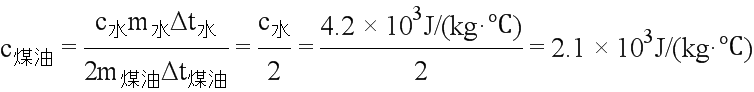 c煤油 = c水m水Δt水 / 2m煤油Δt煤油 = c水 / 2 = 4.2 × 10³J/(kg·℃) / 2 = 2.1 × 10³J/(kg·℃)